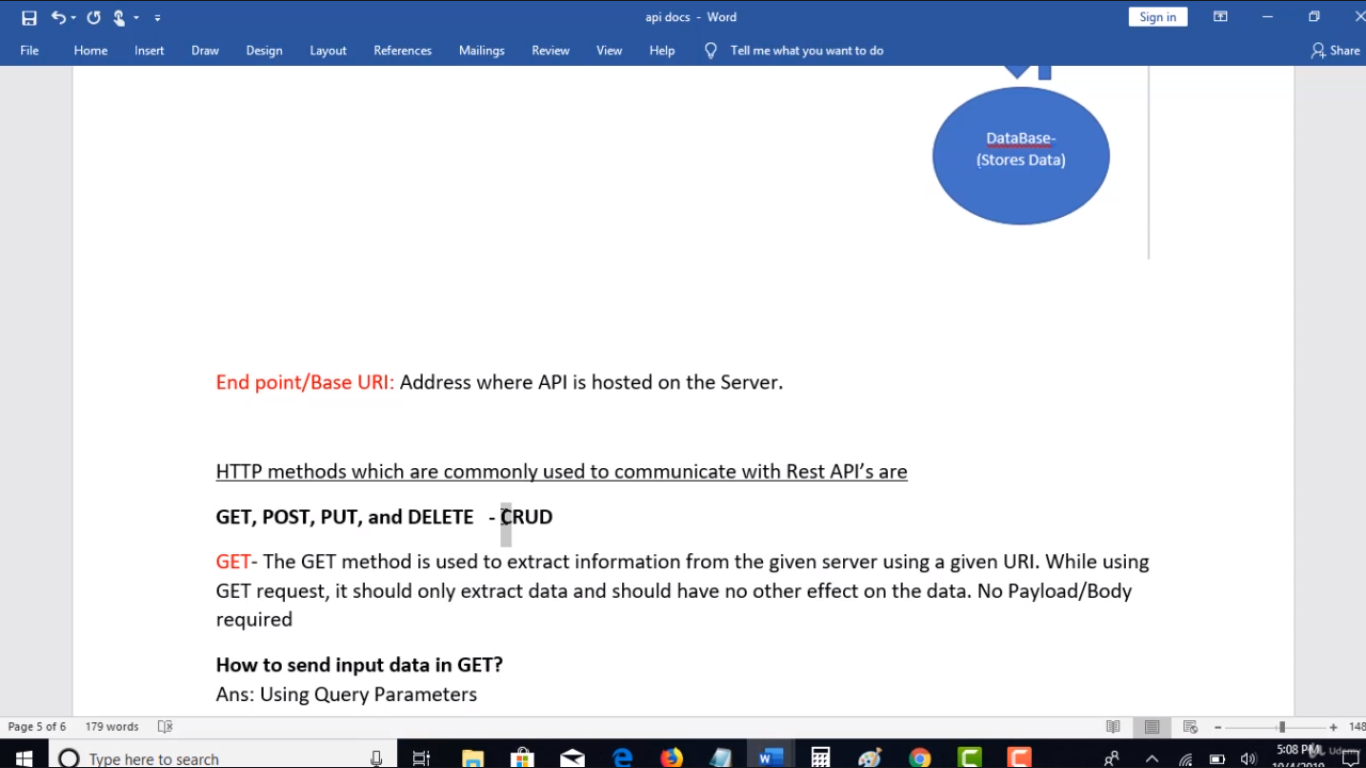 api docs - Word
Sign in
File Home Insert Draw Design Layout References Mailings Review View Help Tell me what you want to do Share
DataBase-
(Stores Data)
End point/Base URI: Address where API is hosted on the Server.
HTTP methods which are commonly used to communicate with Rest API's are
GET, POST, PUT, and DELETE - CRUD
GET- The GET method is used to extract information from the given server using a given URI. While using
GET request, it should only extract data and should have no other effect on the data. No Payload/Body
required
How to send input data in GET?
Ans: Using Query Parameters
Page 5 of 6 179 words
Type here to search
5:08 PM
Udemy